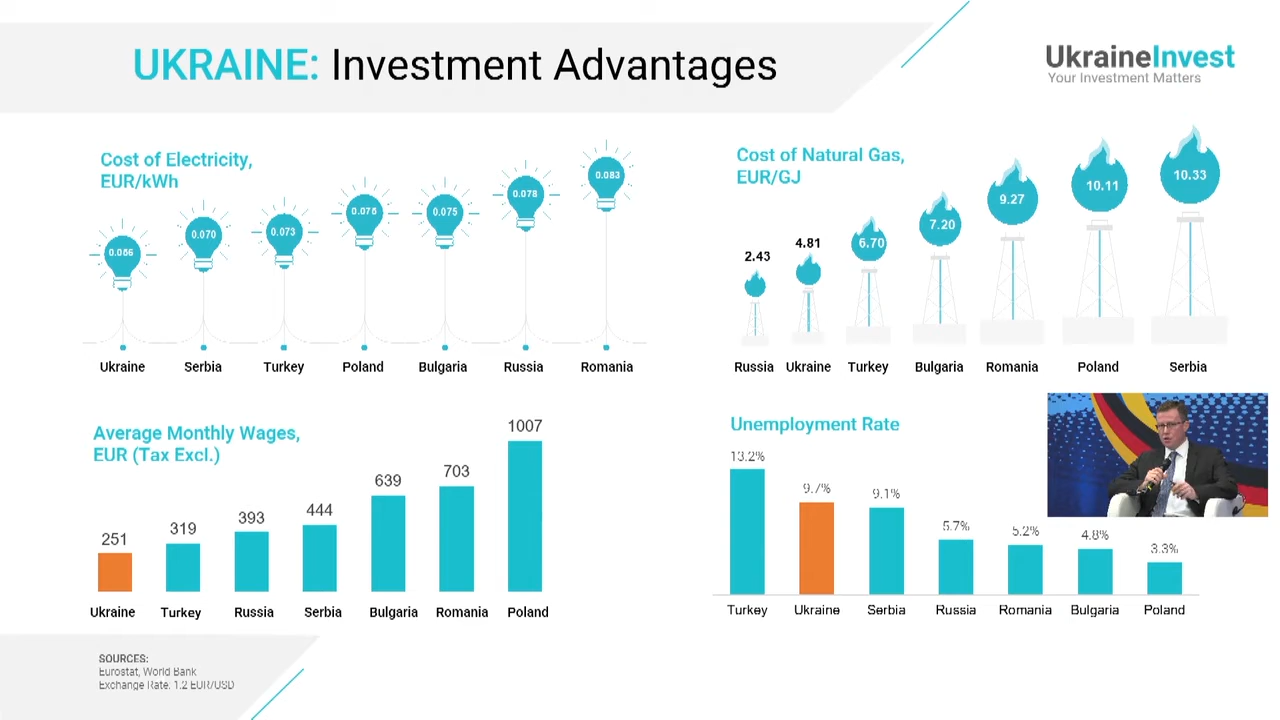 UKRAINE: Investment Advantages
UkraineInvest
Your Investment Matters
Cost of Electricity,
EUR/kWh
0.066
0.070
0.073
0.076
0.075
0.078
0.083
Ukraine
Serbia
Turkey
Poland
Bulgaria
Russia
Romania
Cost of Natural Gas,
EUR/GJ
2.43
4.81
6.70
7.20
9.27
10.11
10.33
Russia
Ukraine
Turkey
Bulgaria
Romania
Poland
Serbia
Average Monthly Wages,
EUR (Tax Excl.)
251
319
393
444
639
703
1007
Ukraine
Turkey
Russia
Serbia
Bulgaria
Romania
Poland
Unemployment Rate
13.2%
9.7%
9.1%
5.7%
5.2%
4.8%
3.3%
Turkey
Ukraine
Serbia
Russia
Romania
Bulgaria
Poland
SOURCES:
Eurostat, World Bank
Exchange Rate: 1.2 EUR/USD